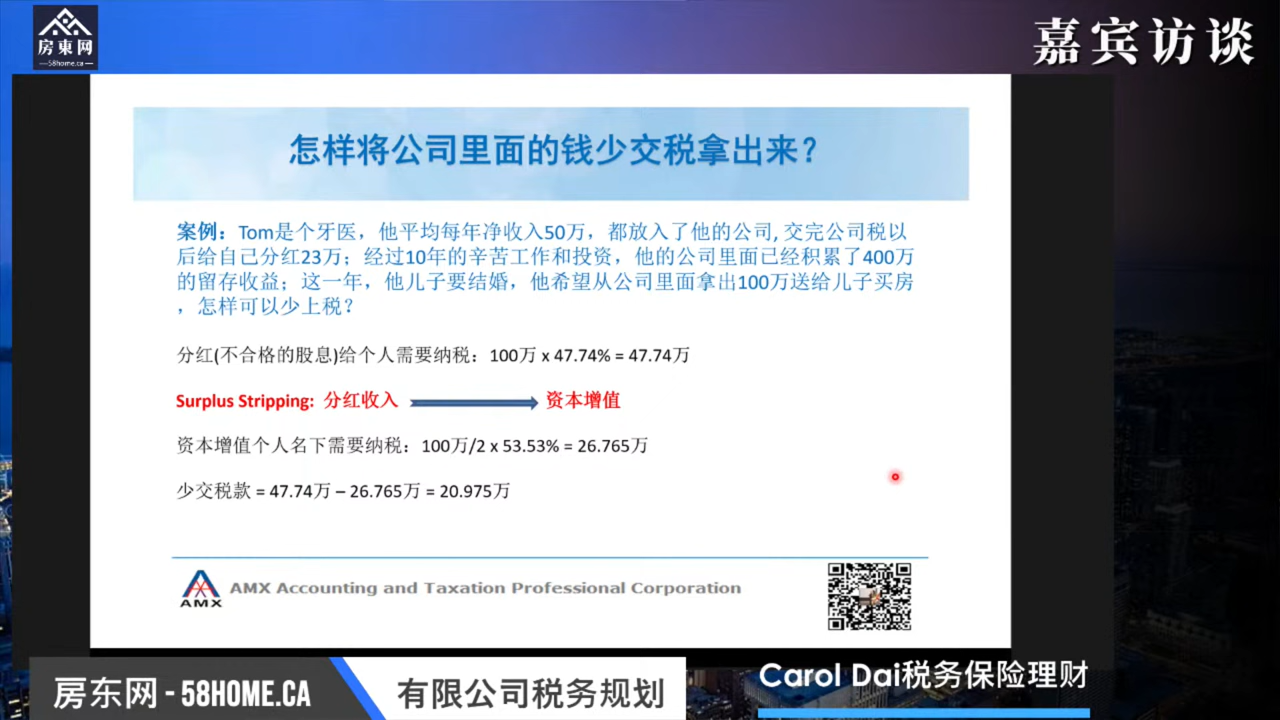 房東网
58home.ca
嘉宾访谈
怎样将公司里面的钱少交税拿出来？
案例：Tom是个牙医，他平均每年净收入50万，都放入了他的公司, 交完公司税以
后给自己分红23万；经过10年的辛苦工作和投资，他的公司里面已经积累了400万
的留存收益；这一年，他儿子要结婚，他希望从公司里面拿出100万送给儿子买房
，怎样可以少上税？
分红(不合格的股息)给个人需要纳税：100万 x 47.74% = 47.74万
Surplus Stripping: 分红收入 资本增值
资本增值个人名下需要纳税：100万/2 x 53.53% = 26.765万
少交税款 = 47.74万 – 26.765万 = 20.975万
AMX
AMX Accounting and Taxation Professional Corporation
房东网 - 58HOME.CA
有限公司税务规划
Carol Dai税务保险理财